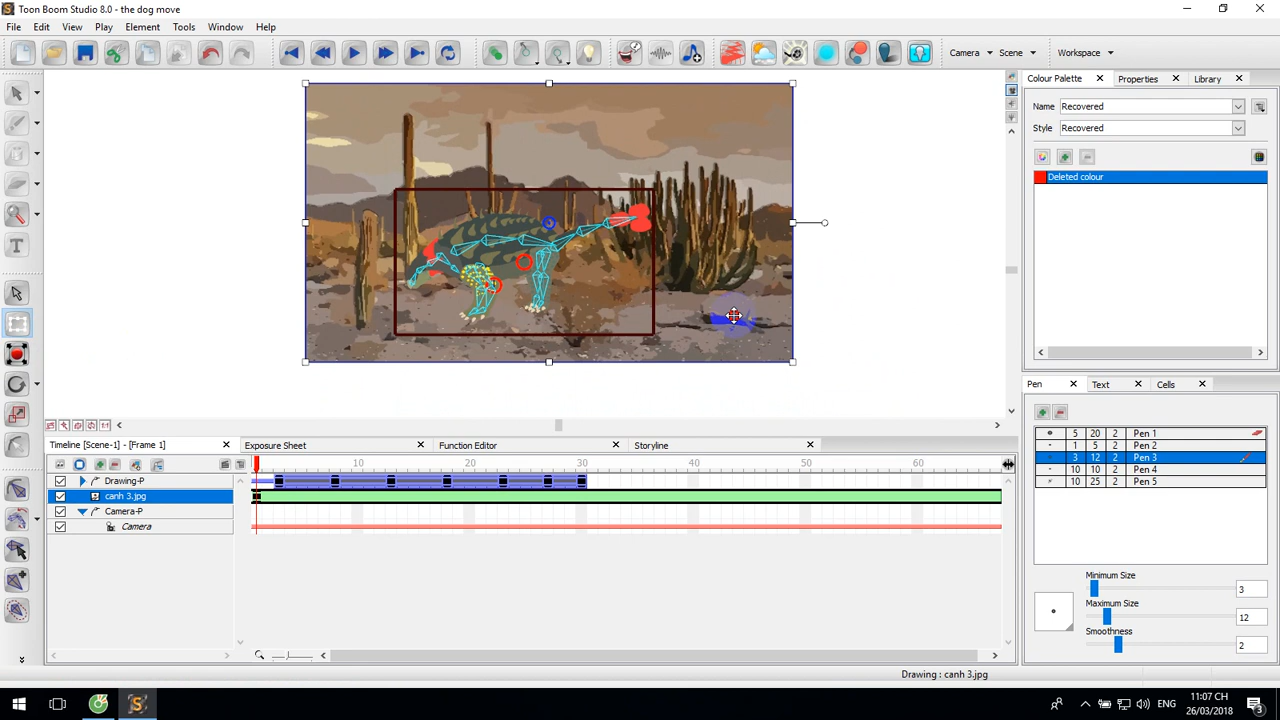 Toon Boom Studio 8.0 - the dog move
File Edit View Play Element Tools Window Help
Camera Scene Workspace
Colour Palette Properties Library
Name Recovered
Style Recovered
Deleted colour
Pen Text Cells
5 20 2 Pen 1
1 5 2 Pen 2
3 12 2 Pen 3
10 10 2 Pen 4
10 25 2 Pen 5
Minimum Size
3
Maximum Size
12
Smoothness
2
Timeline [Scene-1] - [Frame 1] Exposure Sheet Function Editor Storyline
10 20 30 40 50 60
Drawing-P
canh 3.jpg
Camera-P
Camera
Drawing : canh 3.jpg
ENG
11:07 CH
26/03/2018
3